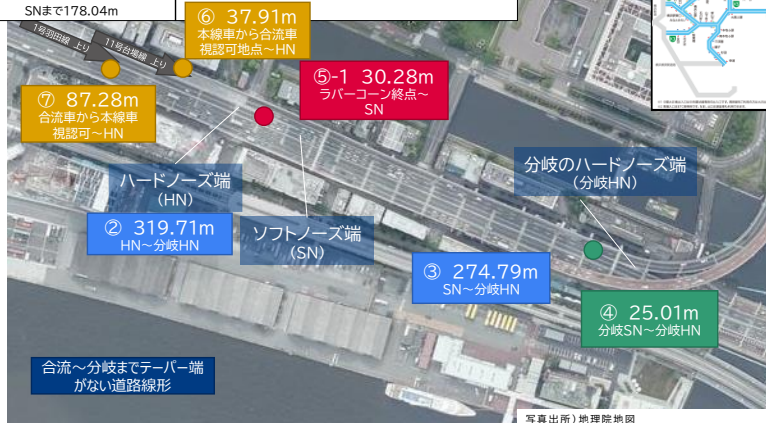 SNまで178.04m
⑥ 37.91m
本線車から合流車
視認可地点～HN
1号羽田線 上り
11号台場線 上り
⑤-1 30.28m
ラバーコーン終点～
SN
⑦ 87.28m
合流車から本線車
視認可～HN
ハードノーズ端
(HN)
分岐のハードノーズ端
(分岐HN)
② 319.71m
HN～分岐HN
ソフトノーズ端
(SN)
③ 274.79m
SN～分岐HN
④ 25.01m
分岐SN～分岐HN
合流～分岐までテーパー端
がない道路線形
写真出所）地理院地図